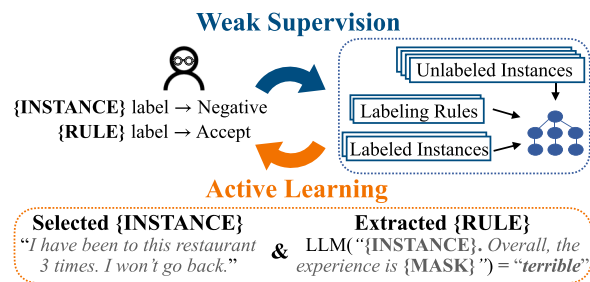 Weak Supervision
{INSTANCE} label → Negative
{RULE} label → Accept
Unlabeled Instances
Labeling Rules
Labeled Instances
Active Learning
Selected {INSTANCE}
“I have been to this restaurant
3 times. I won’t go back.”
&
Extracted {RULE}
LLM(“{INSTANCE}. Overall, the
experience is {MASK}”) = “terrible”